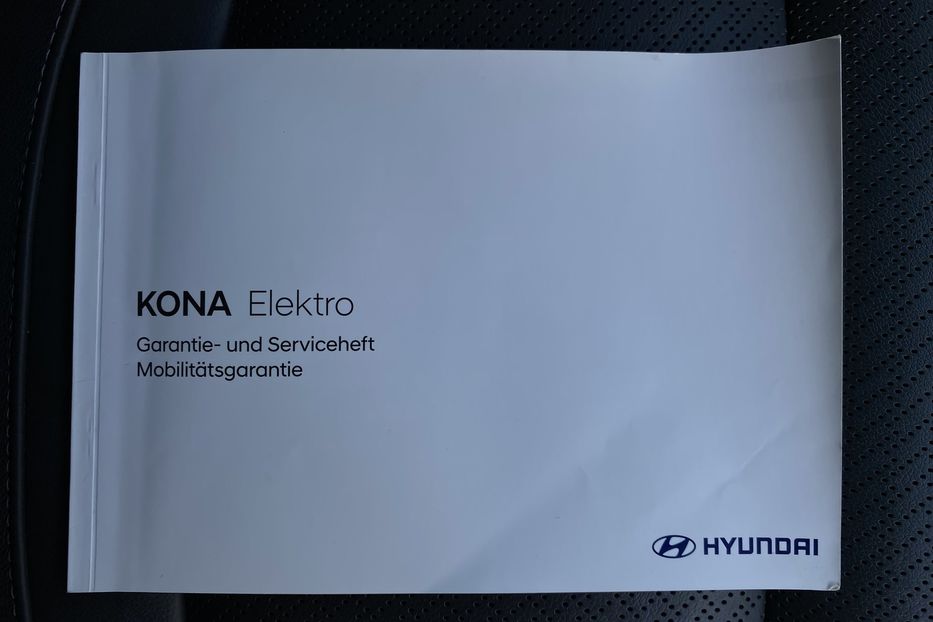 KONA Elektro
Garantie- und Serviceheft
Mobilitätsgarantie
HYUNDAI